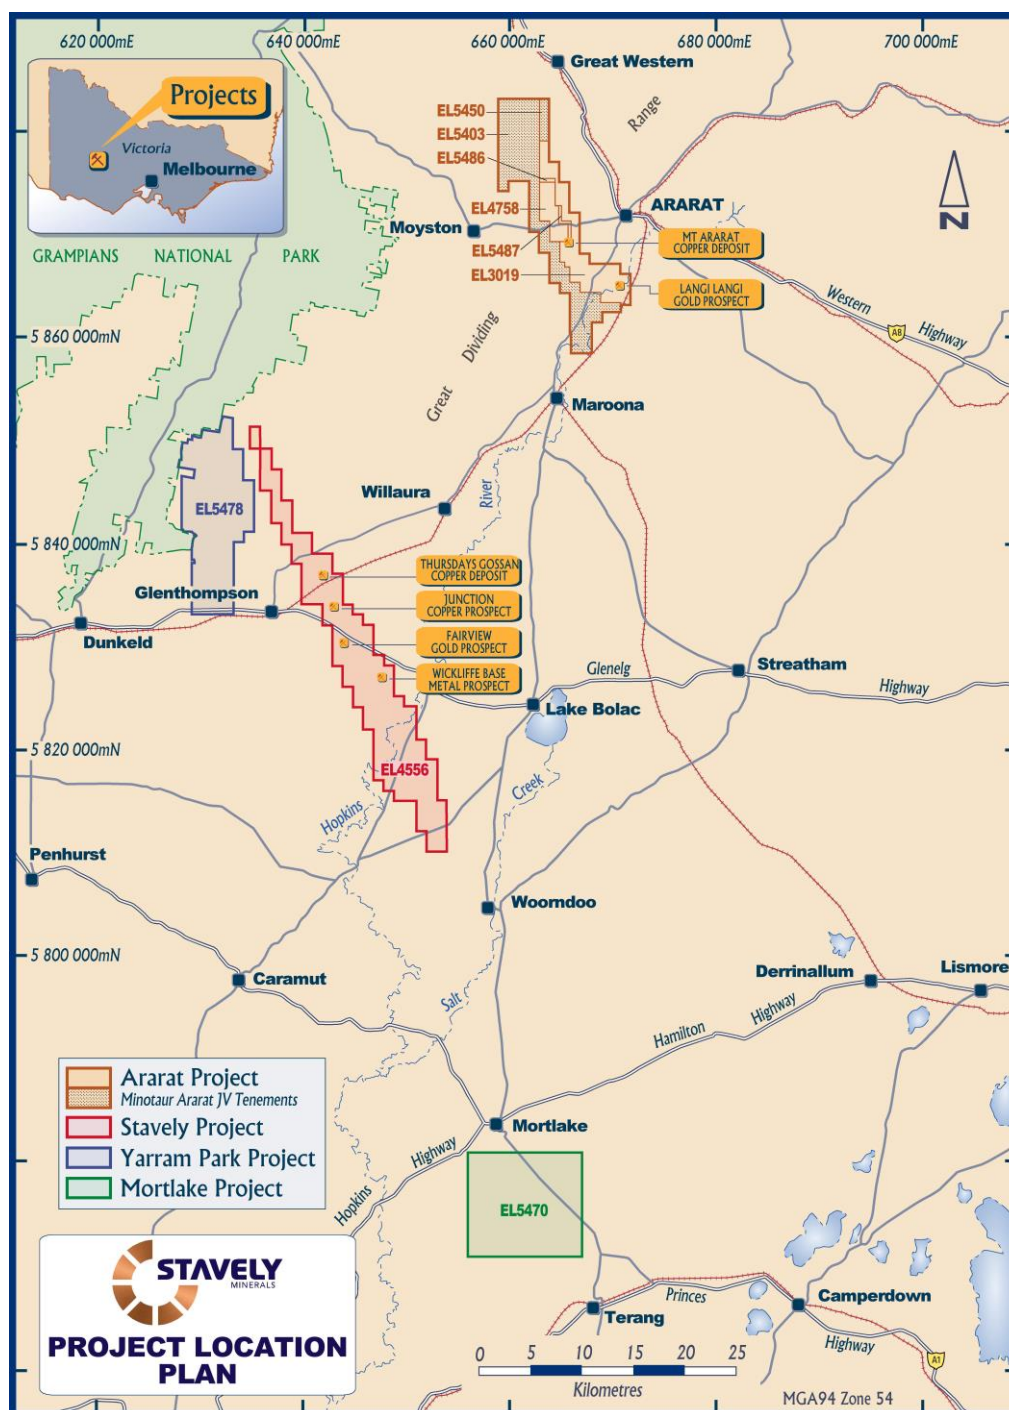 620 000mE
640 000mE
660 000mE
680 000mE
700 000mE
Great Western
Projects
Victoria
Melbourne
EL5450
EL5403
EL5486
Range
EL4758
ARARAT
Moyston
EL5487
MT ARARAT
COPPER DEPOSIT
N
GRAMPIANS NATIONAL PARK
EL3019
LANGI LANGI
GOLD PROSPECT
Western
Highway
A8
5 860 000mN
Dividing
Great
Maroona
Willaura
River
EL5478
5 840 000mN
THURSDAYS GOSSAN
COPPER DEPOSIT
Glenthompson
JUNCTION
COPPER PROSPECT
Dunkeld
FAIRVIEW
GOLD PROSPECT
WICKLIFFE BASE
METAL PROSPECT
Glenelg
Streatham
Highway
Lake Bolac
5 820 000mN
EL4556
Creek
Hopkins
Penhurst
Woorndoo
5 800 000mN
Caramut
Derrinallum
Lismore
Salt
Hamilton
Highway
Ararat Project
Minotaur Ararat JV Tenements
Stavely Project
Yarram Park Project
Mortlake Project
Mortlake
Highway
Hopkins
EL5470
STAVELY
MINERALS
PROJECT LOCATION
PLAN
Princes
Camperdown
Terang
Highway
A1
0 5 10 15 20 25
Kilometres
MGA94 Zone 54